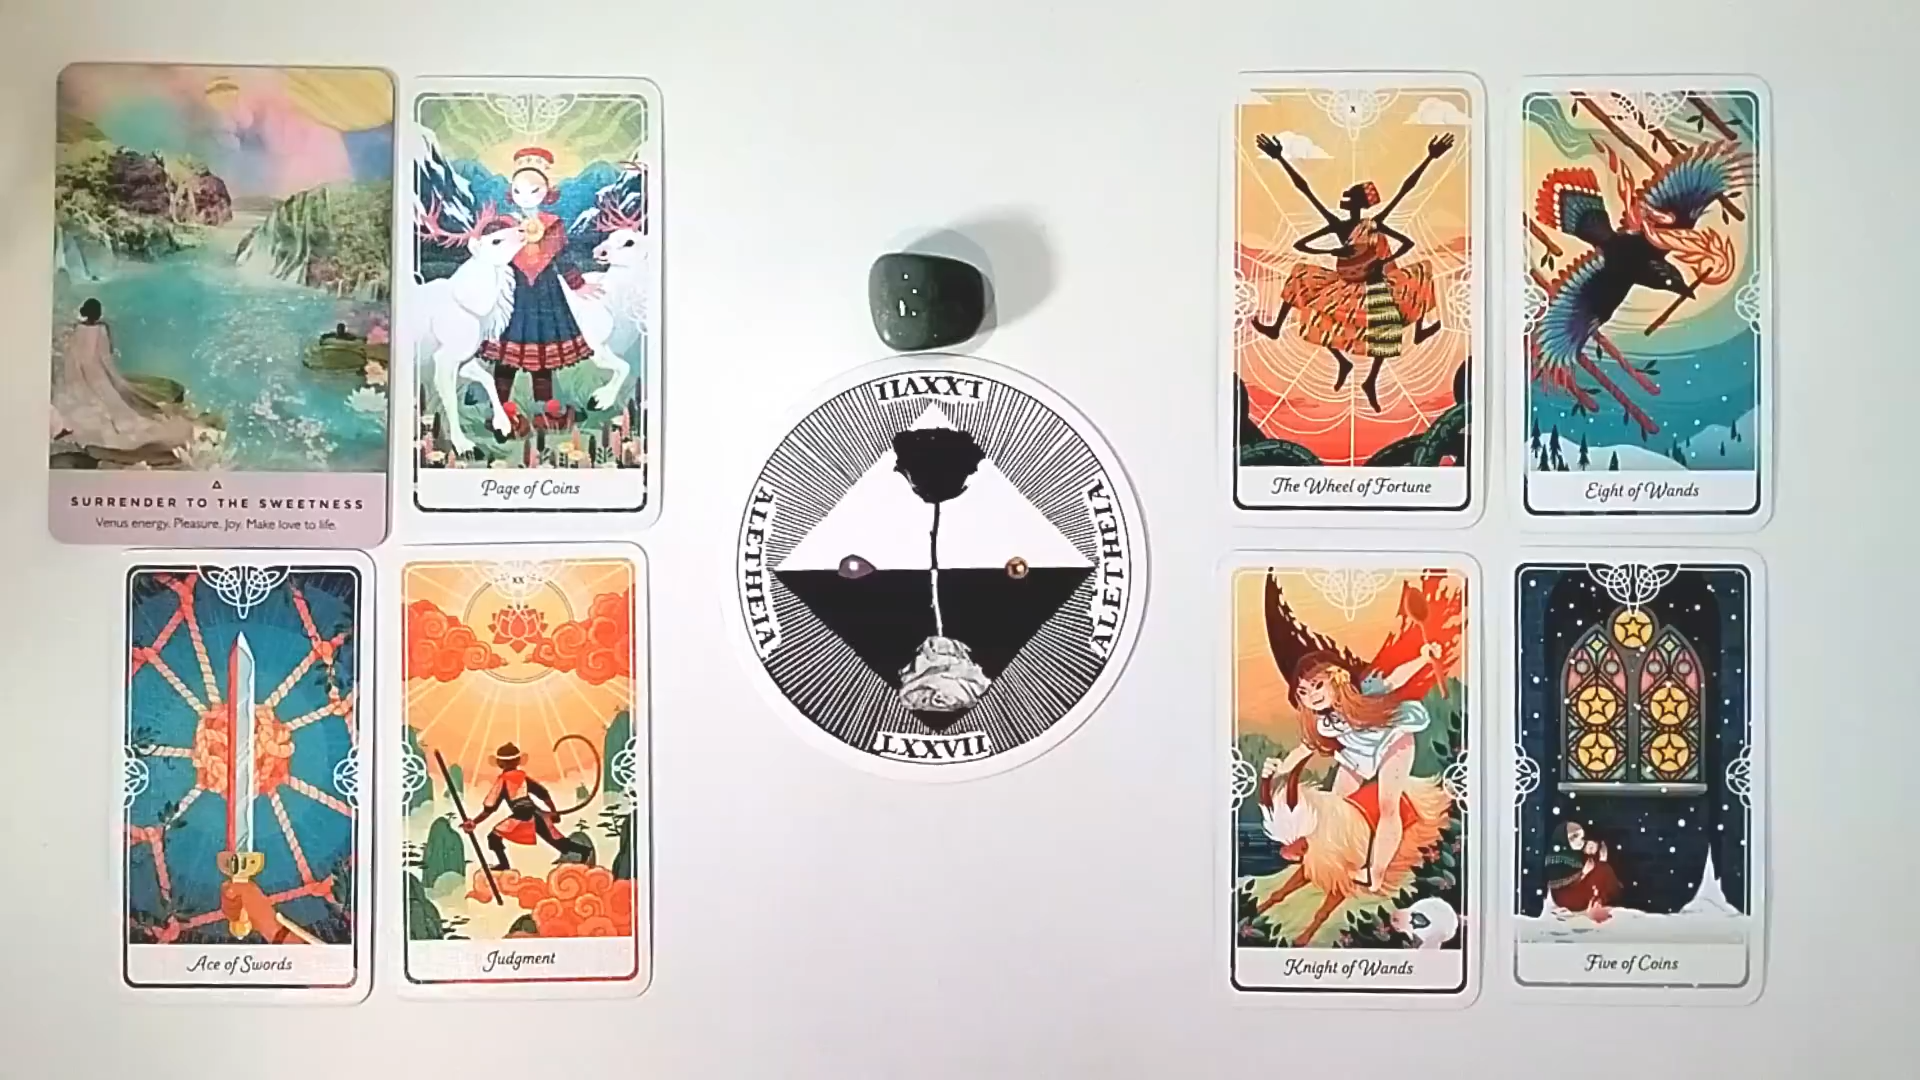 SURRENDER TO THE SWEETNESS
Venus energy. Pleasure. Joy. Make love to life.
Page of Coins
Ace of Swords
XX
Judgment
LXXVII
ALETHEIA
ALETHEIA
LXXVII
X
The Wheel of Fortune
Eight of Wands
Knight of Wands
Five of Coins